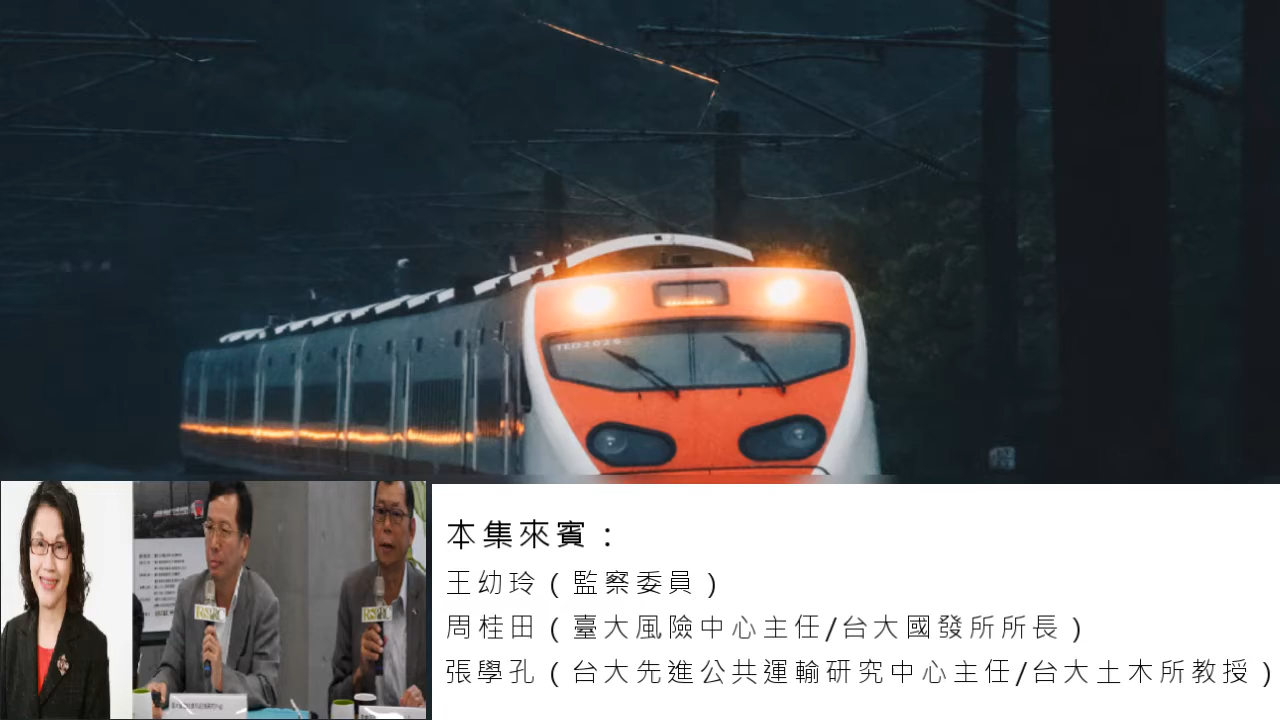 TED2026
RSPRC
本集來賓：
王幼玲（監察委員）
周桂田（臺大風險中心主任/台大國發所所長）
張學孔（台大先進公共運輸研究中心主任/台大土木所教授）